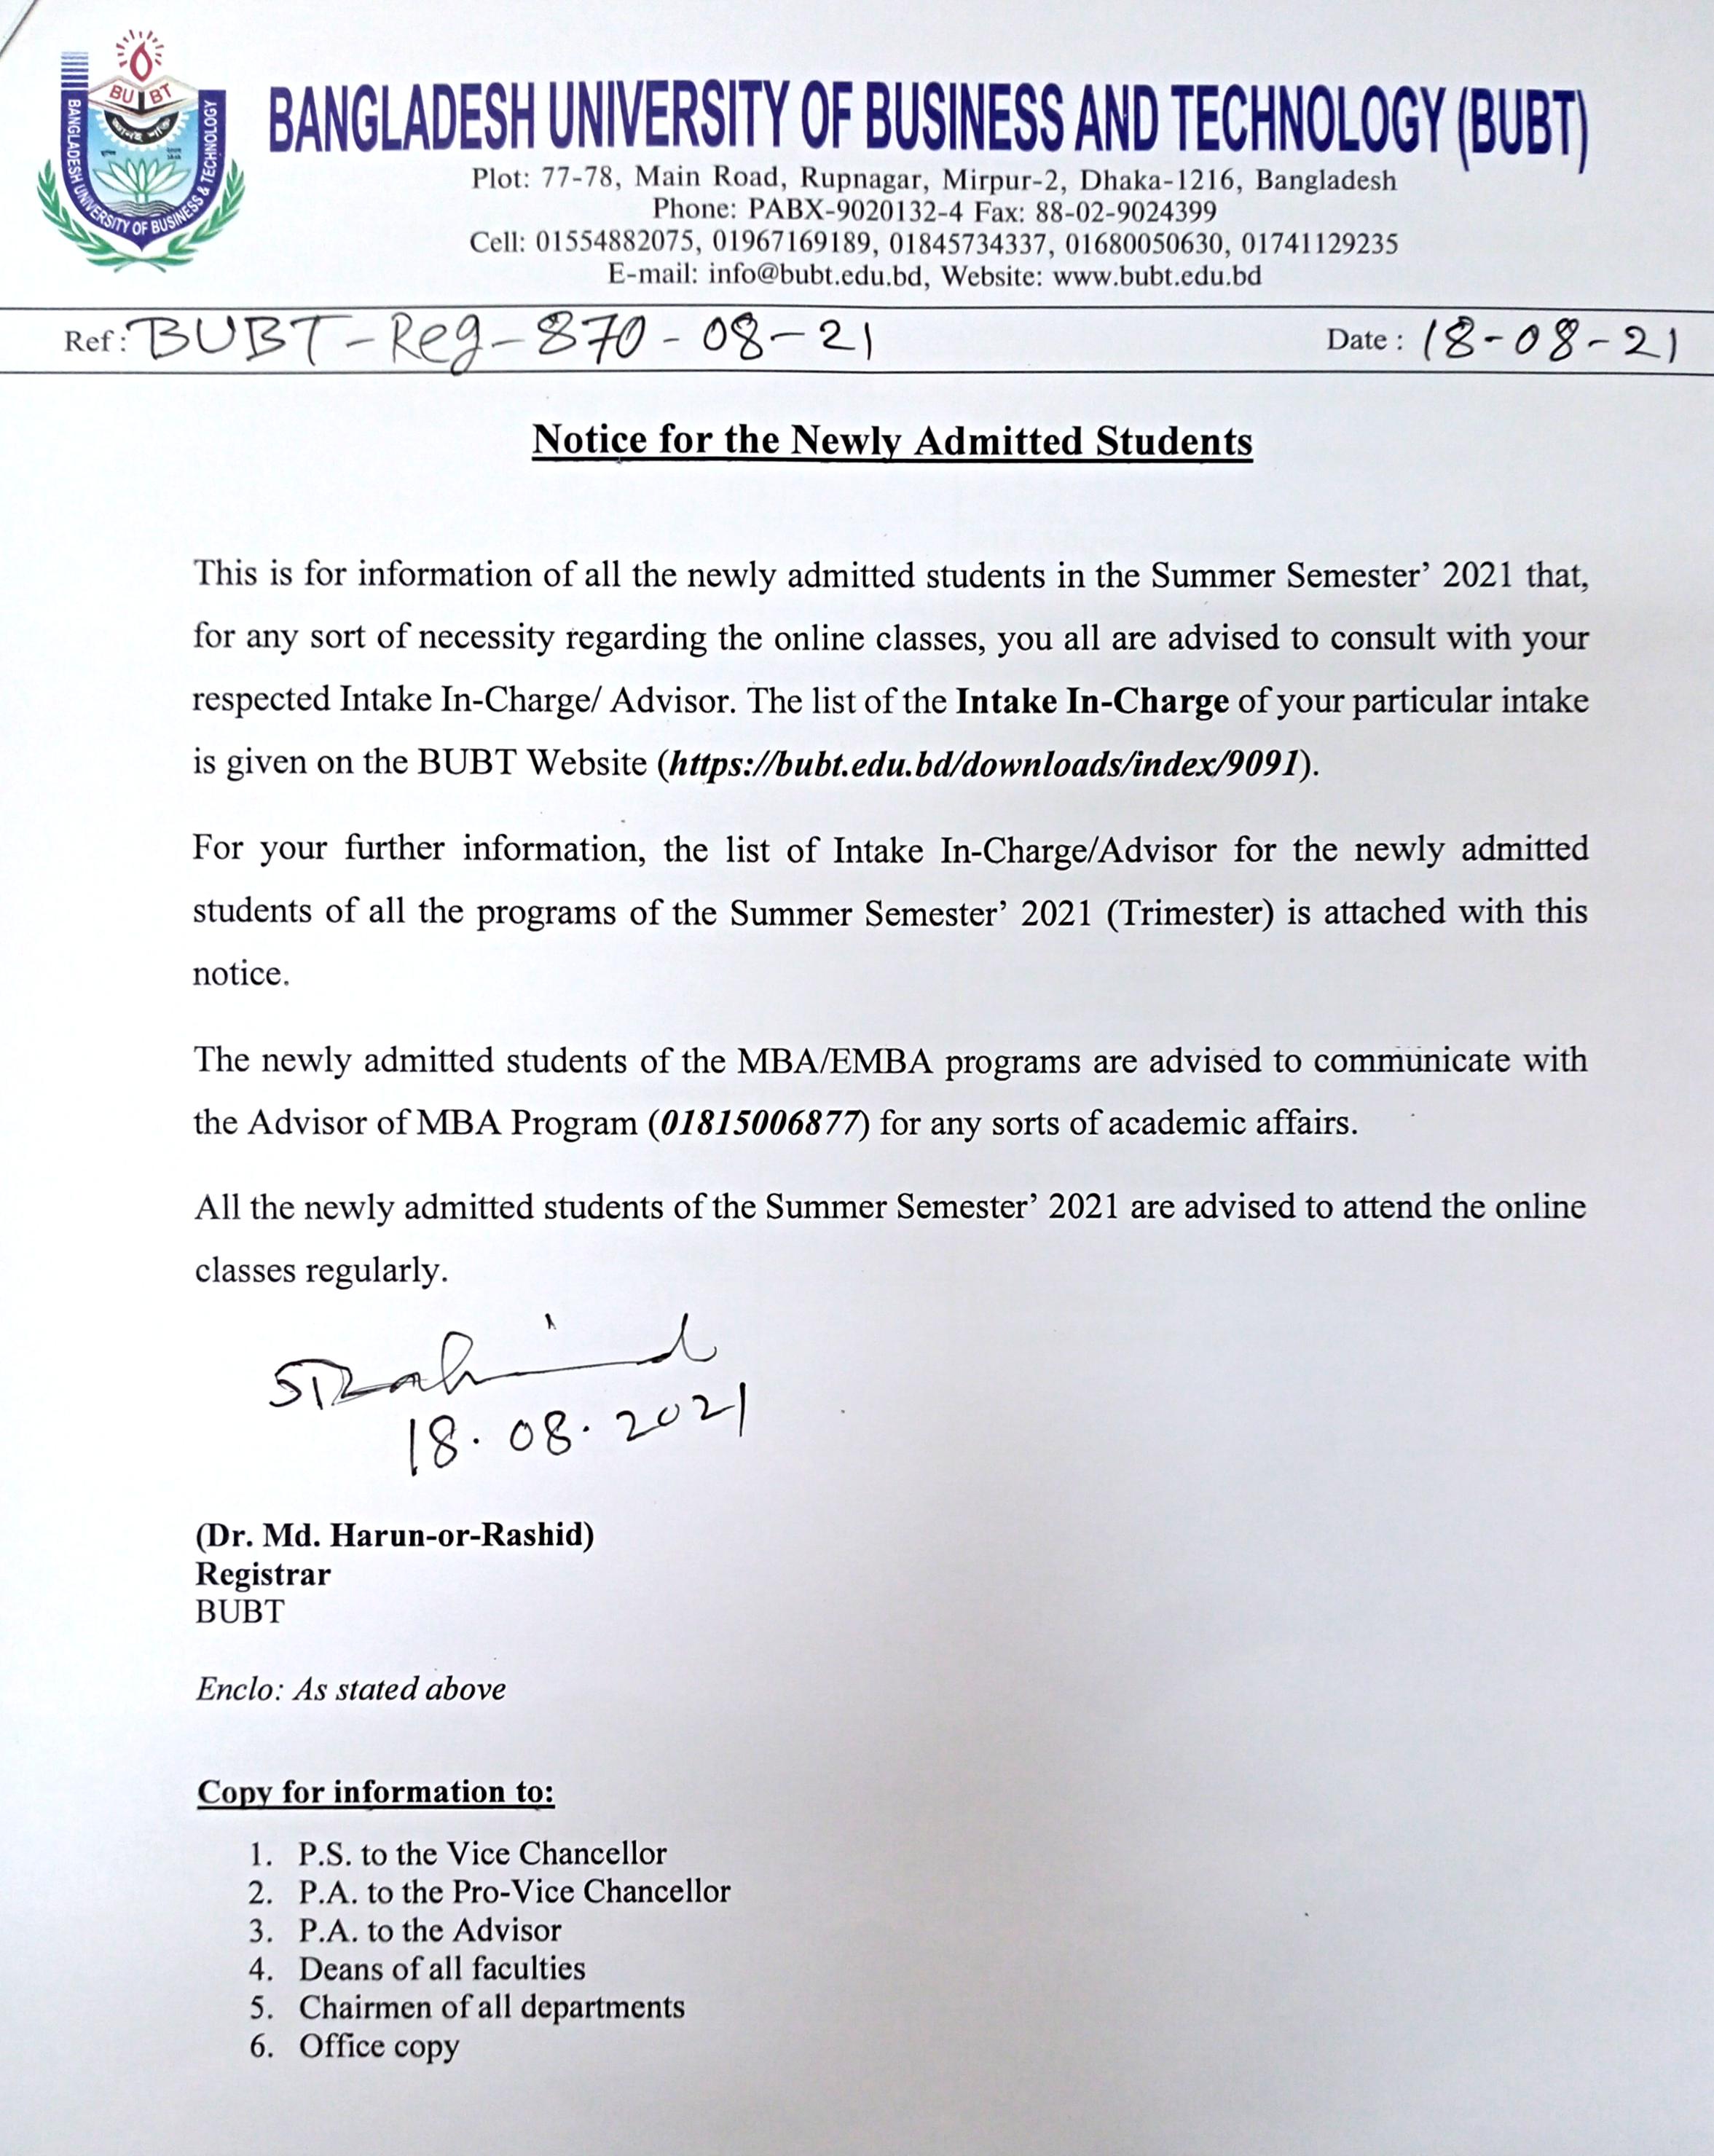 BU BT
BANGLADESH UNIVERSITY OF BUSINESS & TECHNOLOGY
BANGLADESH UNIVERSITY OF BUSINESS AND TECHNOLOGY (BUBT)
Plot: 77-78, Main Road, Rupnagar, Mirpur-2, Dhaka-1216, Bangladesh
Phone: PABX-9020132-4 Fax: 88-02-9024399
Cell: 01554882075, 01967169189, 01845734337, 01680050630, 01741129235
E-mail: info@bubt.edu.bd, Website: www.bubt.edu.bd
Ref: BUBT-Reg-870-08-21 Date : 18-08-21
Notice for the Newly Admitted Students
This is for information of all the newly admitted students in the Summer Semester’ 2021 that,
for any sort of necessity regarding the online classes, you all are advised to consult with your
respected Intake In-Charge/ Advisor. The list of the Intake In-Charge of your particular intake
is given on the BUBT Website (https://bubt.edu.bd/downloads/index/9091).
For your further information, the list of Intake In-Charge/Advisor for the newly admitted
students of all the programs of the Summer Semester’ 2021 (Trimester) is attached with this
notice.
The newly admitted students of the MBA/EMBA programs are advised to communicate with
the Advisor of MBA Program (01815006877) for any sorts of academic affairs.
All the newly admitted students of the Summer Semester’ 2021 are advised to attend the online
classes regularly.
18.08.2021
(Dr. Md. Harun-or-Rashid)
Registrar
BUBT
Enclo: As stated above
Copy for information to:
1. P.S. to the Vice Chancellor
2. P.A. to the Pro-Vice Chancellor
3. P.A. to the Advisor
4. Deans of all faculties
5. Chairmen of all departments
6. Office copy